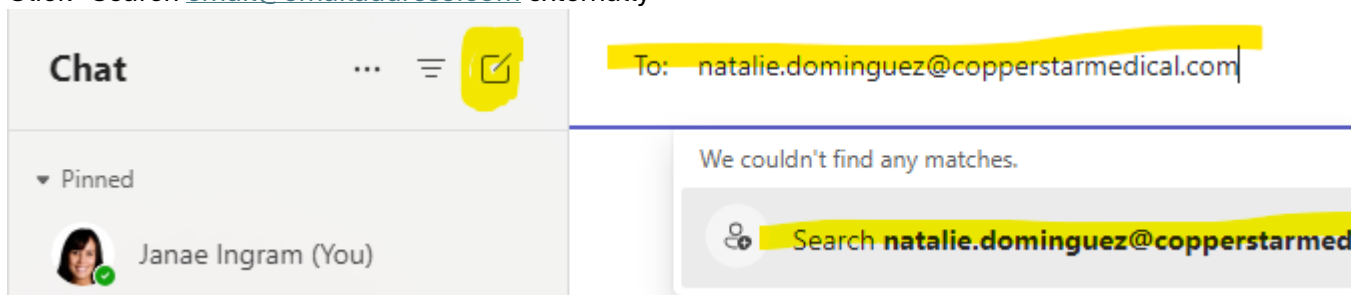 Chat
To: natalie.dominguez@copperstarmedical.com
We couldn't find any matches.
Pinned
Search natalie.dominguez@copperstarmed
Janae Ingram (You)